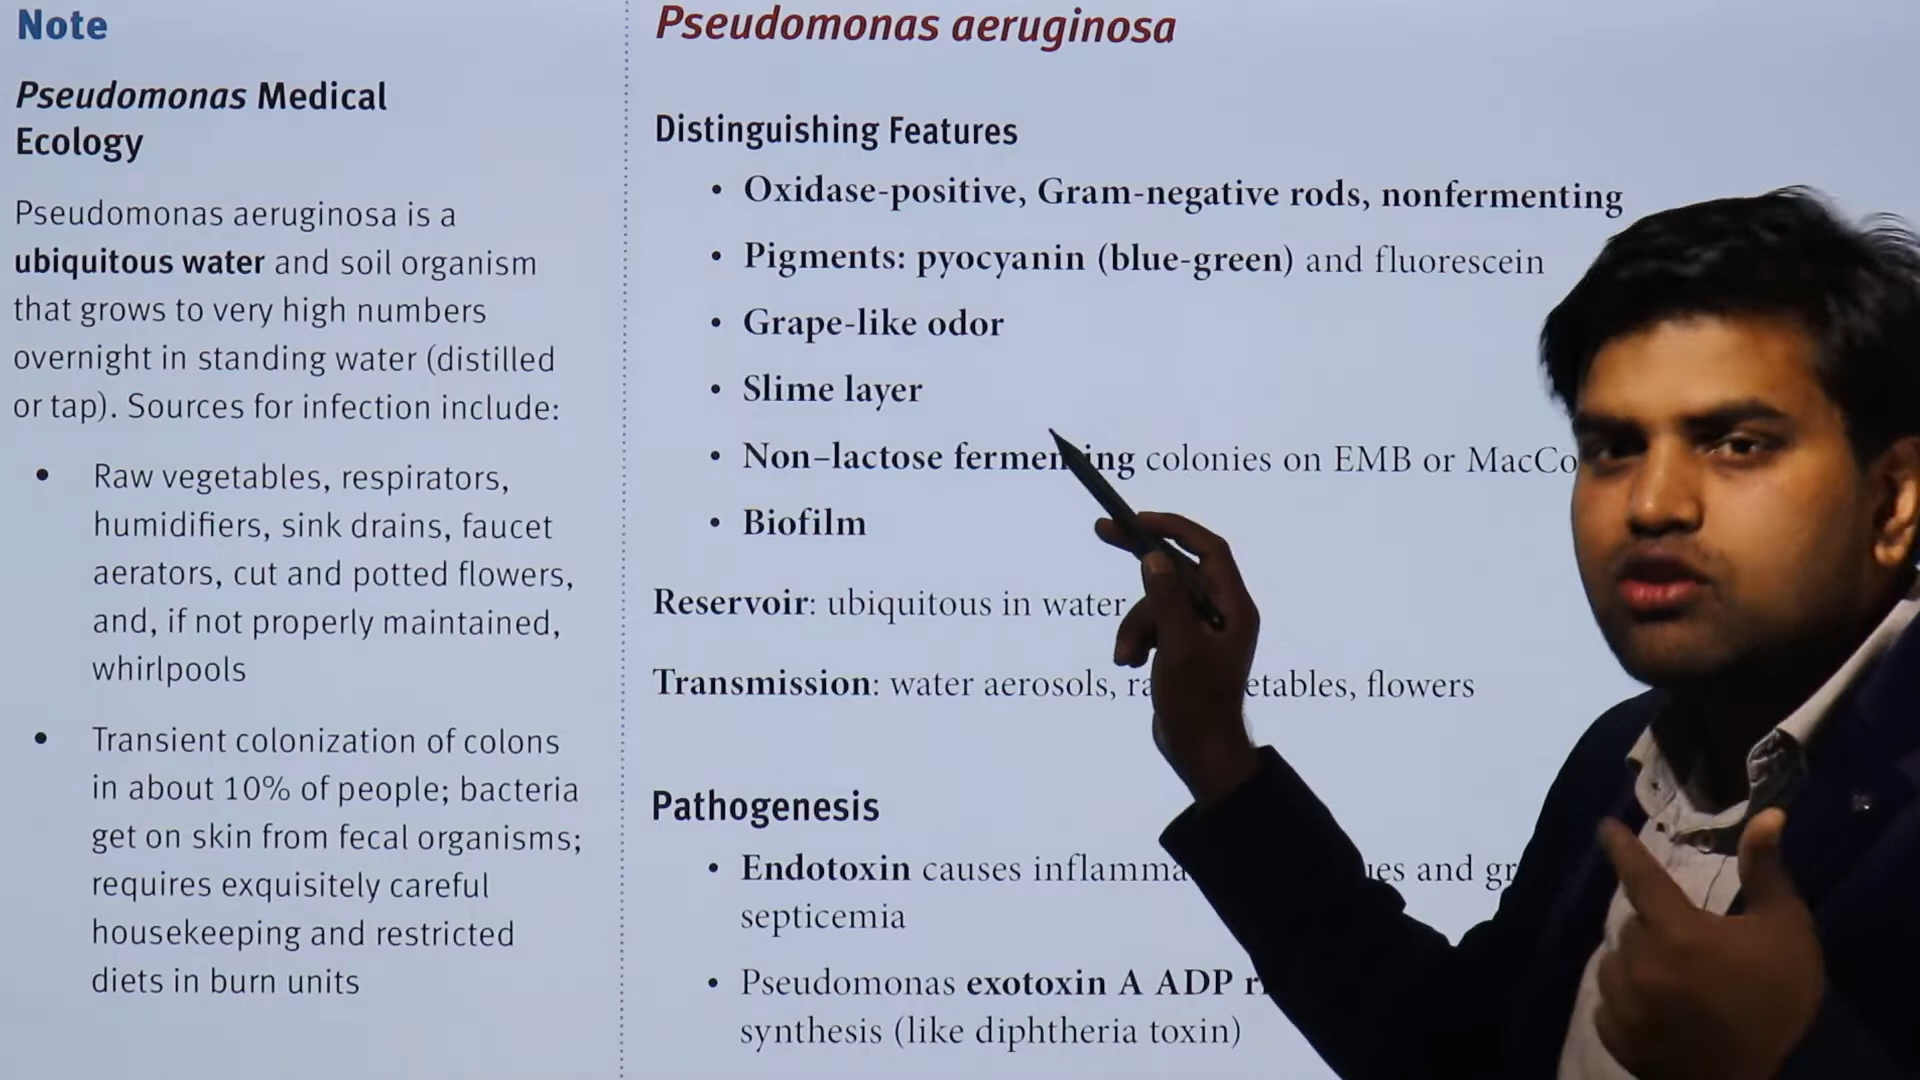 Note
Pseudomonas Medical
Ecology
Pseudomonas aeruginosa is a
ubiquitous water and soil organism
that grows to very high numbers
overnight in standing water (distilled
or tap). Sources for infection include:
• Raw vegetables, respirators,
humidifiers, sink drains, faucet
aerators, cut and potted flowers,
and, if not properly maintained,
whirlpools
• Transient colonization of colons
in about 10% of people; bacteria
get on skin from fecal organisms;
requires exquisitely careful
housekeeping and restricted
diets in burn units
Pseudomonas aeruginosa
Distinguishing Features
• Oxidase-positive, Gram-negative rods, nonfermenting
• Pigments: pyocyanin (blue-green) and fluorescein
• Grape-like odor
• Slime layer
• Non–lactose fermenting colonies on EMB or
• Biofilm
Reservoir: ubiquitous in water
Transmission: water aerosols, flowers
Pathogenesis
• Endotoxin causes and
septicemia
• Pseudomonas exotoxin A ADP
synthesis (like diphtheria toxin)